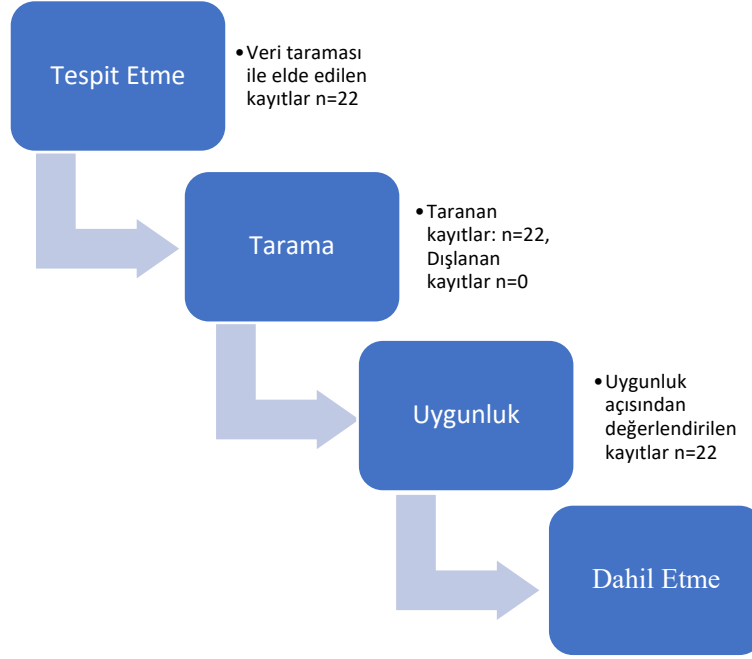 Tespit Etme
•Veri taraması
ile elde edilen
kayıtlar n=22
Tarama
•Taranan
kayıtlar: n=22,
Dışlanan
kayıtlar n=0
Uygunluk
•Uygunluk
açısından
değerlendirilen
kayıtlar n=22
Dahil Etme